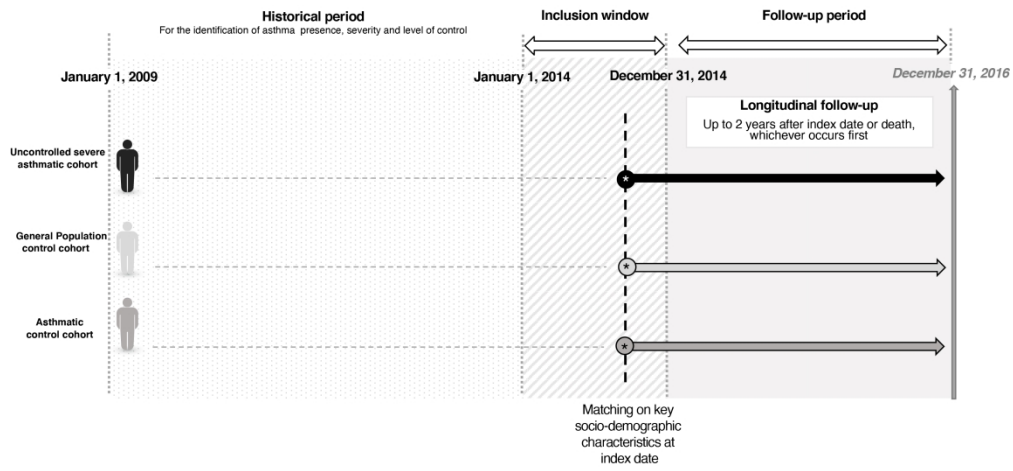 Historical period
For the identification of asthma presence, severity and level of control
Inclusion window
Follow-up period
January 1, 2009
January 1, 2014
December 31, 2014
December 31, 2016
Longitudinal follow-up
Up to 2 years after index date or death,
whichever occurs first
Uncontrolled severe
asthmatic cohort
*
General Population
control cohort
*
Asthmatic
control cohort
*
Matching on key
socio-demographic
characteristics at
index date